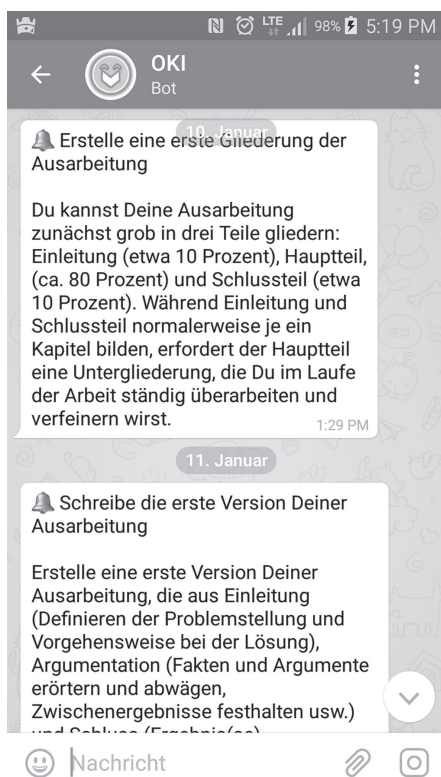 LTE 98% 5:19 PM
OKI
Bot
10. Januar
Erstelle eine erste Gliederung der
Ausarbeitung
Du kannst Deine Ausarbeitung
zunächst grob in drei Teile gliedern:
Einleitung (etwa 10 Prozent), Hauptteil,
(ca. 80 Prozent) und Schlussteil (etwa
10 Prozent). Während Einleitung und
Schlussteil normalerweise je ein
Kapitel bilden, erfordert der Hauptteil
eine Untergliederung, die Du im Laufe
der Arbeit ständig überarbeiten und
verfeinern wirst.
1:29 PM
11. Januar
Schreibe die erste Version Deiner
Ausarbeitung
Erstelle eine erste Version Deiner
Ausarbeitung, die aus Einleitung
(Definieren der Problemstellung und
Vorgehensweise bei der Lösung),
Argumentation (Fakten und Argumente
erörtern und abwägen,
Zwischenergebnisse festhalten usw.)
und Schluss (Ergebnis(se)
Nachricht